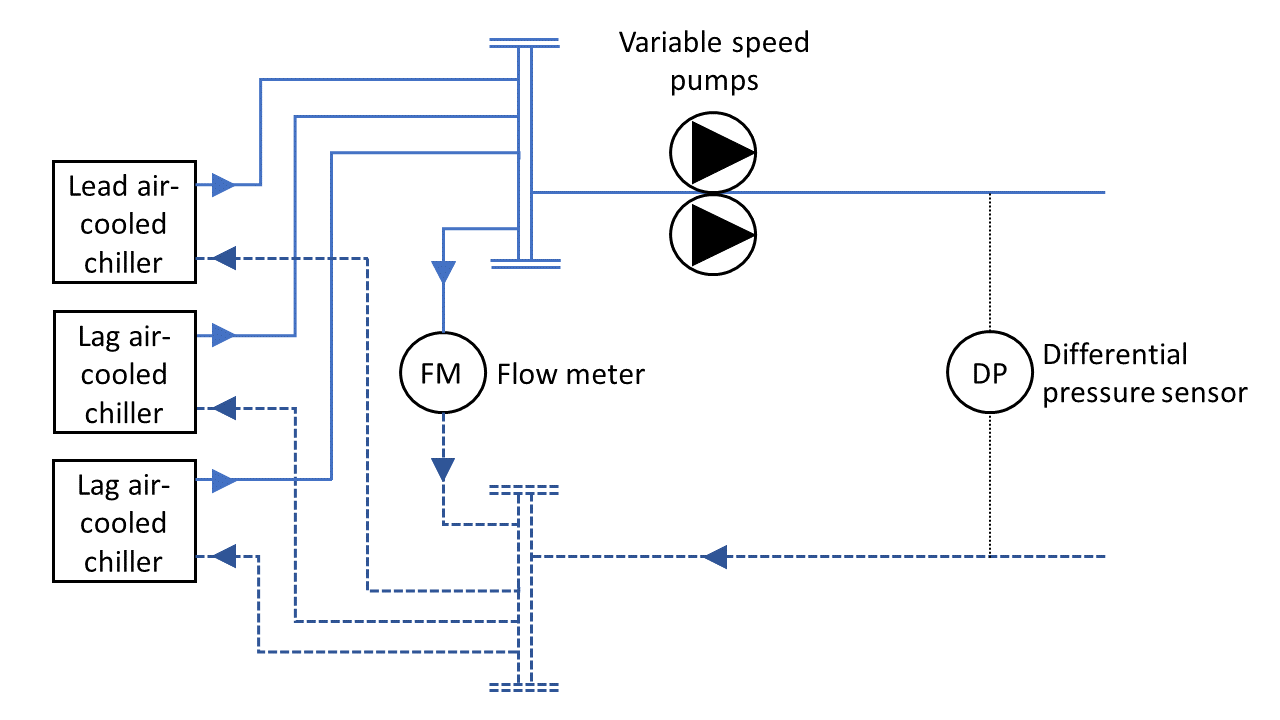 Variable speed
pumps
Lead air-
cooled
chiller
Lag air-
cooled
chiller
FM
Flow meter
DP
Differential
pressure sensor
Lag air-
cooled
chiller